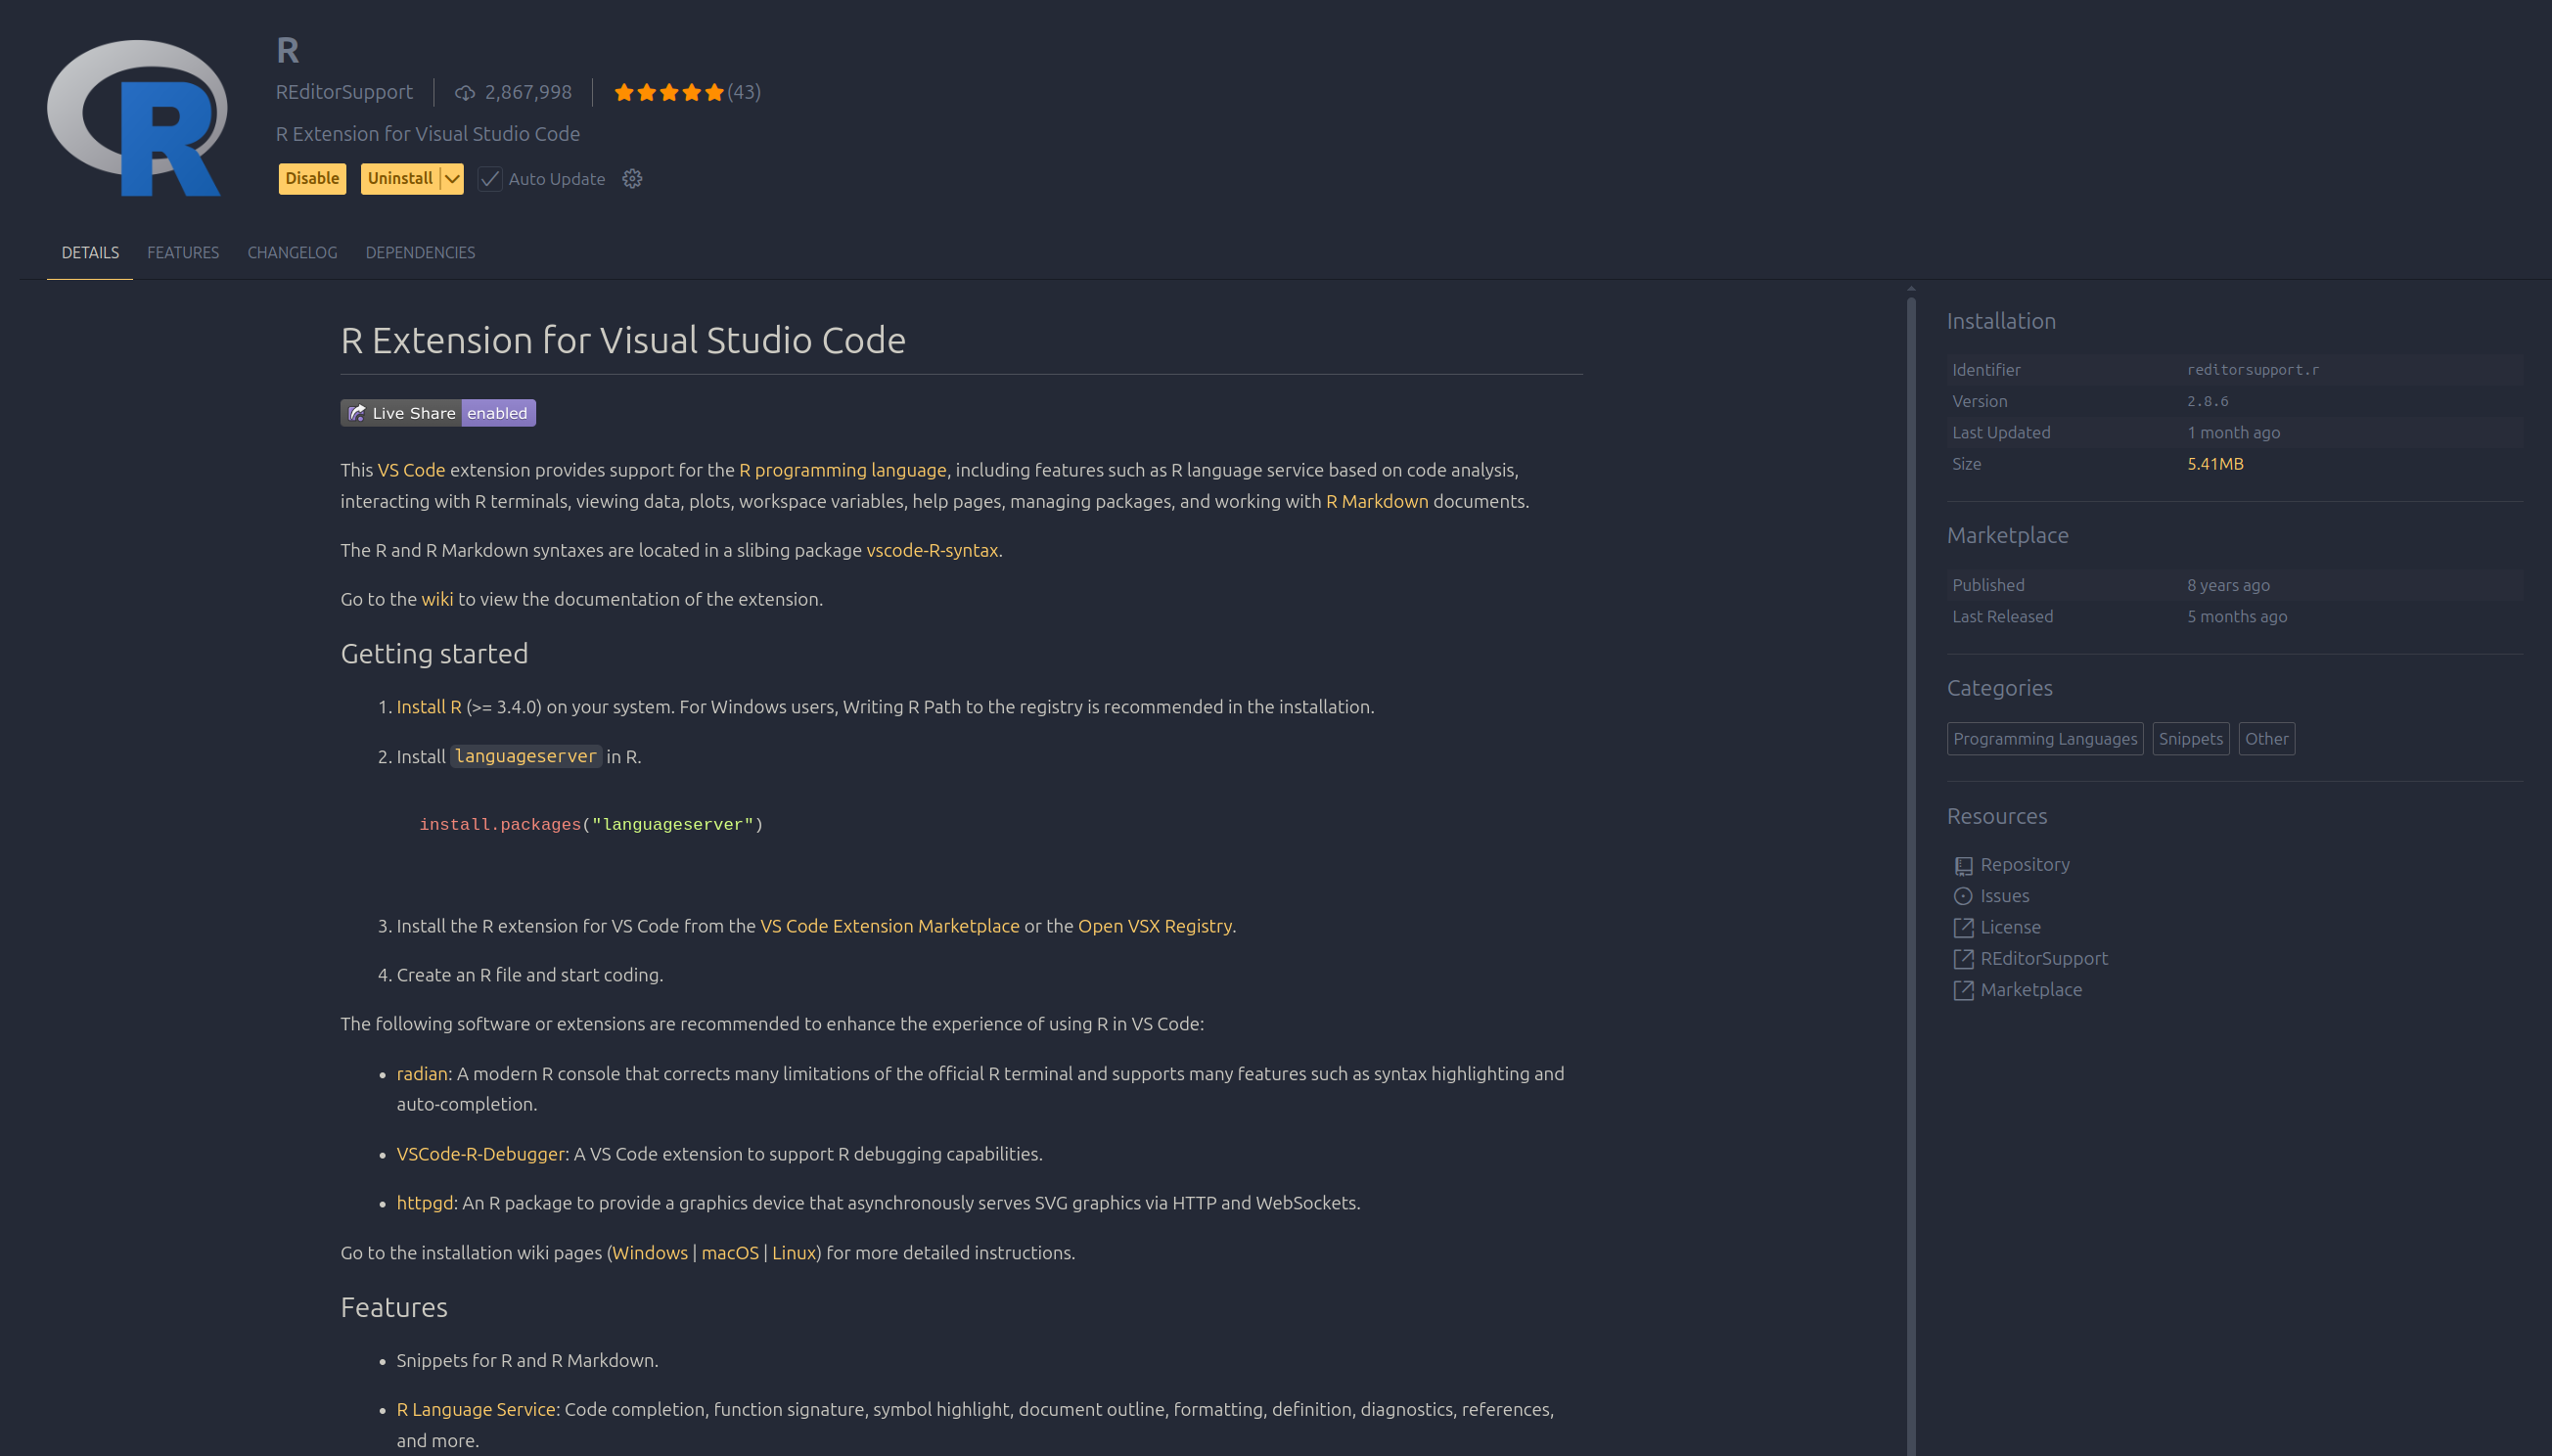 R
REditorSupport 2,867,998 (43)
R Extension for Visual Studio Code
Disable Uninstall Auto Update
DETAILS FEATURES CHANGELOG DEPENDENCIES
R Extension for Visual Studio Code
Live Share enabled
This VS Code extension provides support for the R programming language, including features such as R language service based on code analysis,
interacting with R terminals, viewing data, plots, workspace variables, help pages, managing packages, and working with R Markdown documents.
The R and R Markdown syntaxes are located in a slibing package vscode-R-syntax.
Go to the wiki to view the documentation of the extension.
Getting started
1. Install R (>= 3.4.0) on your system. For Windows users, Writing R Path to the registry is recommended in the installation.
2. Install languageserver in R.
install.packages("languageserver")
3. Install the R extension for VS Code from the VS Code Extension Marketplace or the Open VSX Registry.
4. Create an R file and start coding.
The following software or extensions are recommended to enhance the experience of using R in VS Code:
• radian: A modern R console that corrects many limitations of the official R terminal and supports many features such as syntax highlighting and
auto-completion.
• VSCode-R-Debugger: A VS Code extension to support R debugging capabilities.
• httpgd: An R package to provide a graphics device that asynchronously serves SVG graphics via HTTP and WebSockets.
Go to the installation wiki pages (Windows | macOS | Linux) for more detailed instructions.
Features
• Snippets for R and R Markdown.
• R Language Service: Code completion, function signature, symbol highlight, document outline, formatting, definition, diagnostics, references,
and more.
Installation
Identifier reditorsupport.r
Version 2.8.6
Last Updated 1 month ago
Size 5.41MB
Marketplace
Published 8 years ago
Last Released 5 months ago
Categories
Programming Languages Snippets Other
Resources
Repository
Issues
License
REditorSupport
Marketplace